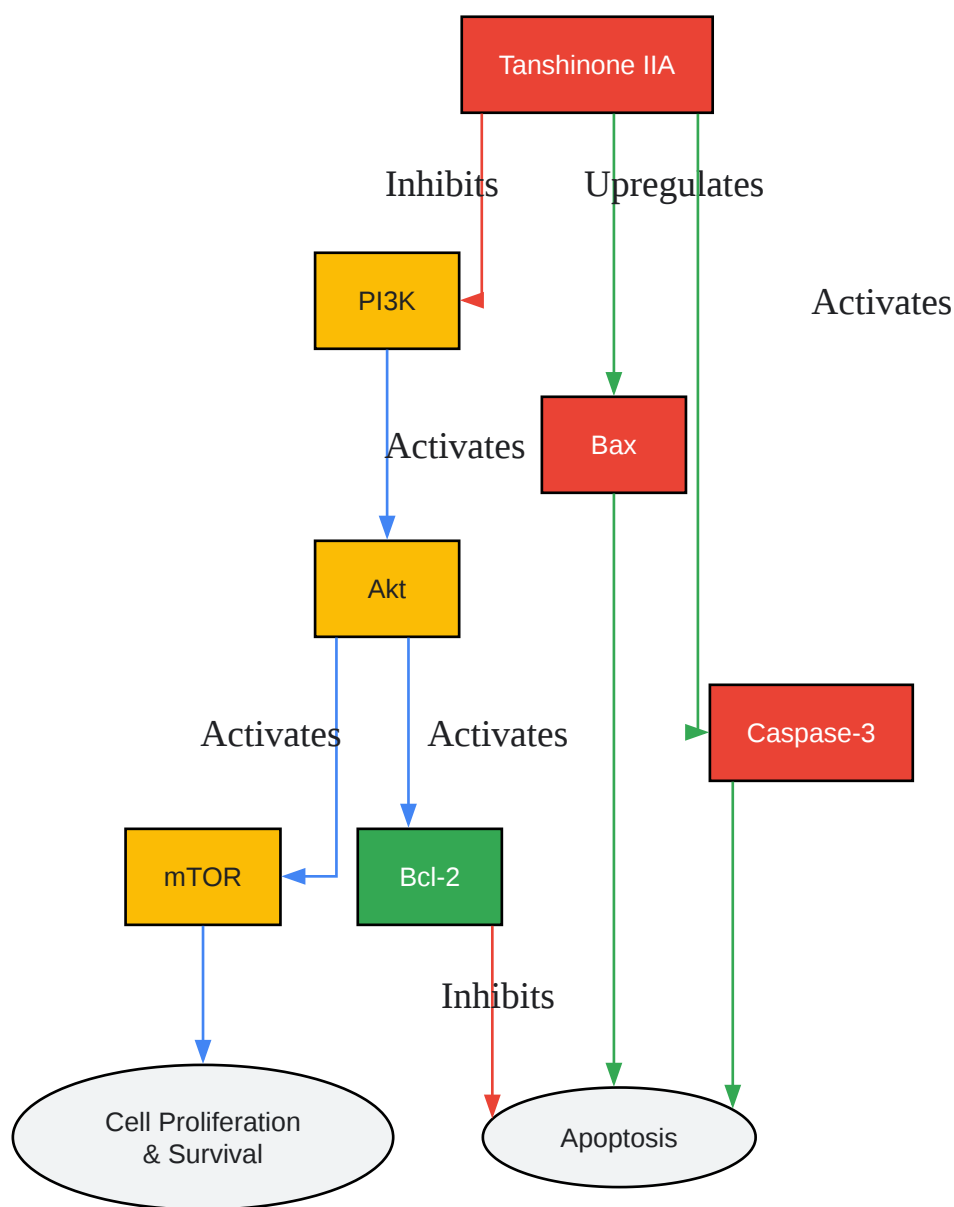 Tanshinone IIA
Inhibits
Upregulates
PI3K
Activates
Activates
Bax
Akt
Activates
Activates
Caspase-3
mTOR
Bcl-2
Inhibits
Cell Proliferation
& Survival
Apoptosis